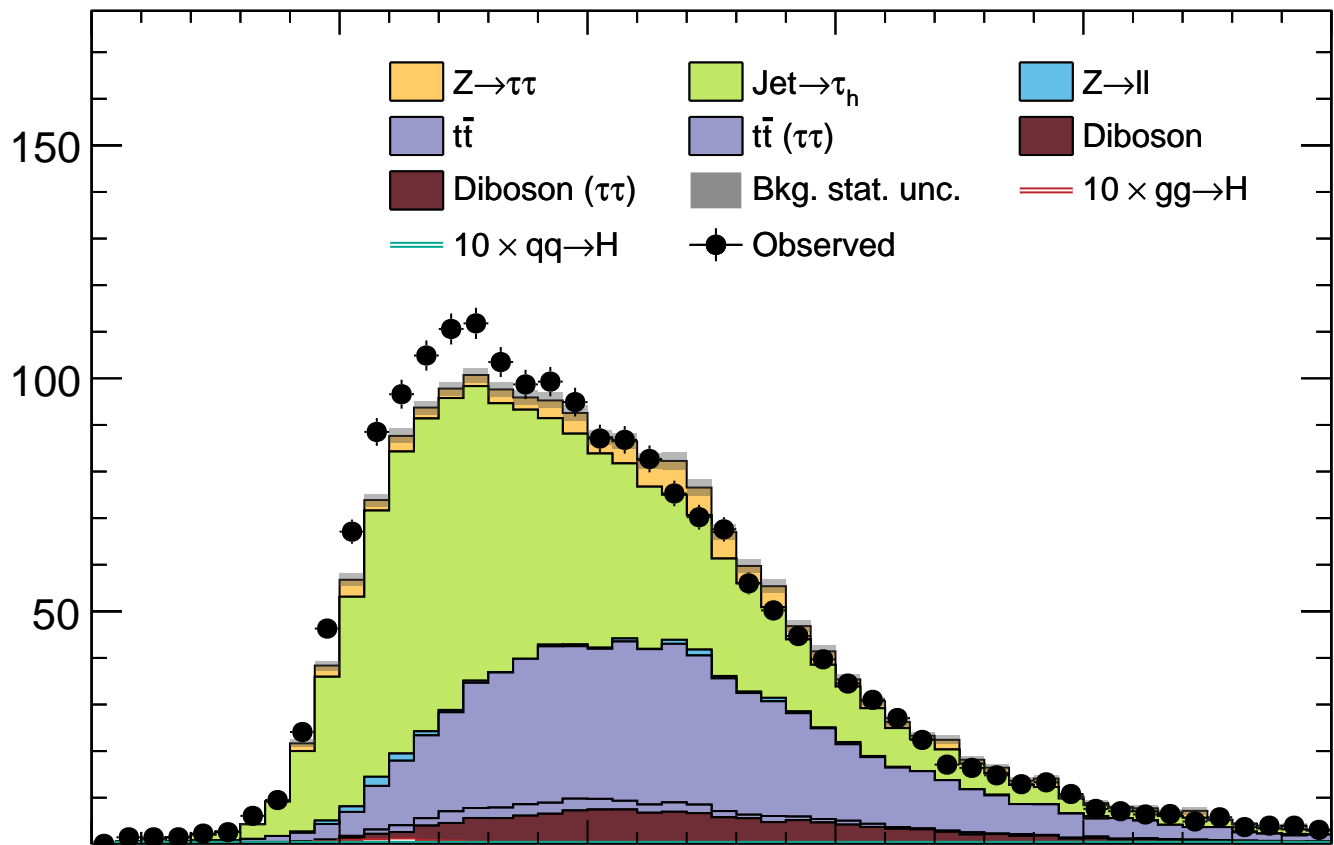 Z→ττ Jet→τₕ Z→ll
150 tt̄ tt̄ (ττ) Diboson
Diboson (ττ) Bkg. stat. unc. 10 × gg→H
10 × qq→H Observed
100
50